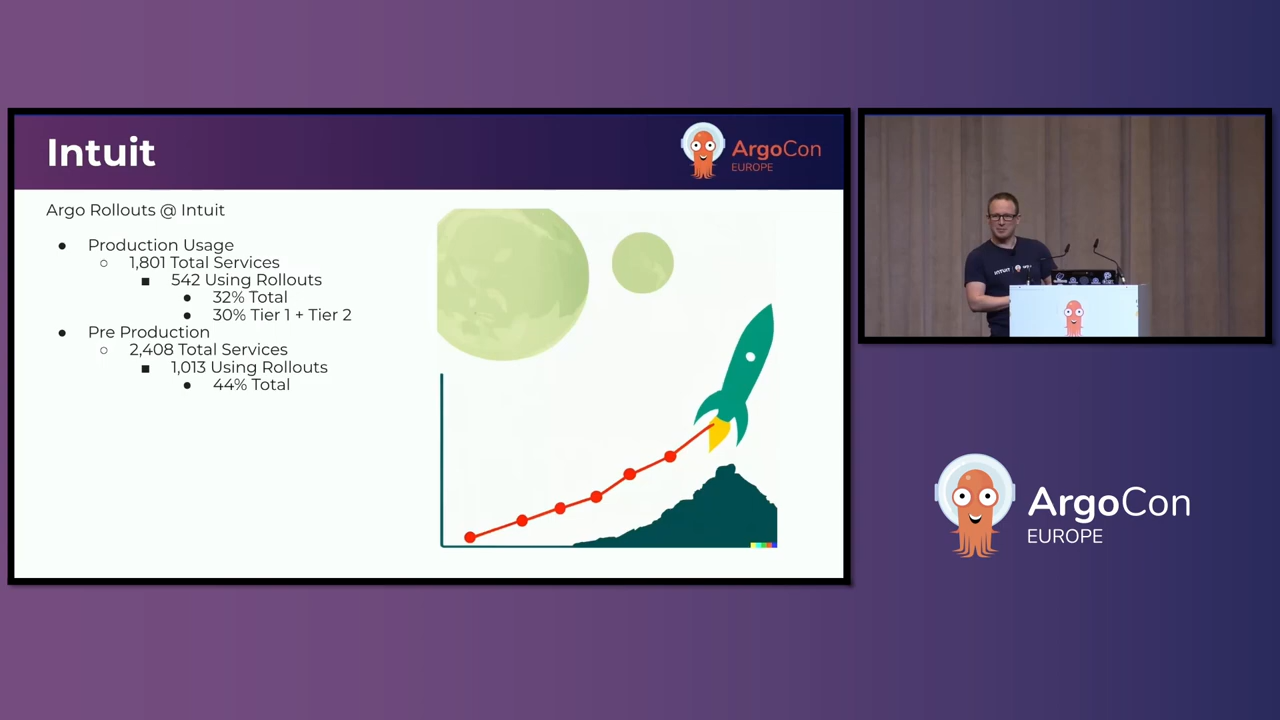 Intuit
ArgoCon
EUROPE
Argo Rollouts @ Intuit
● Production Usage
○ 1,801 Total Services
■ 542 Using Rollouts
● 32% Total
● 30% Tier 1 + Tier 2
● Pre Production
○ 2,408 Total Services
■ 1,013 Using Rollouts
● 44% Total
INTUIT
ArgoCon
EUROPE